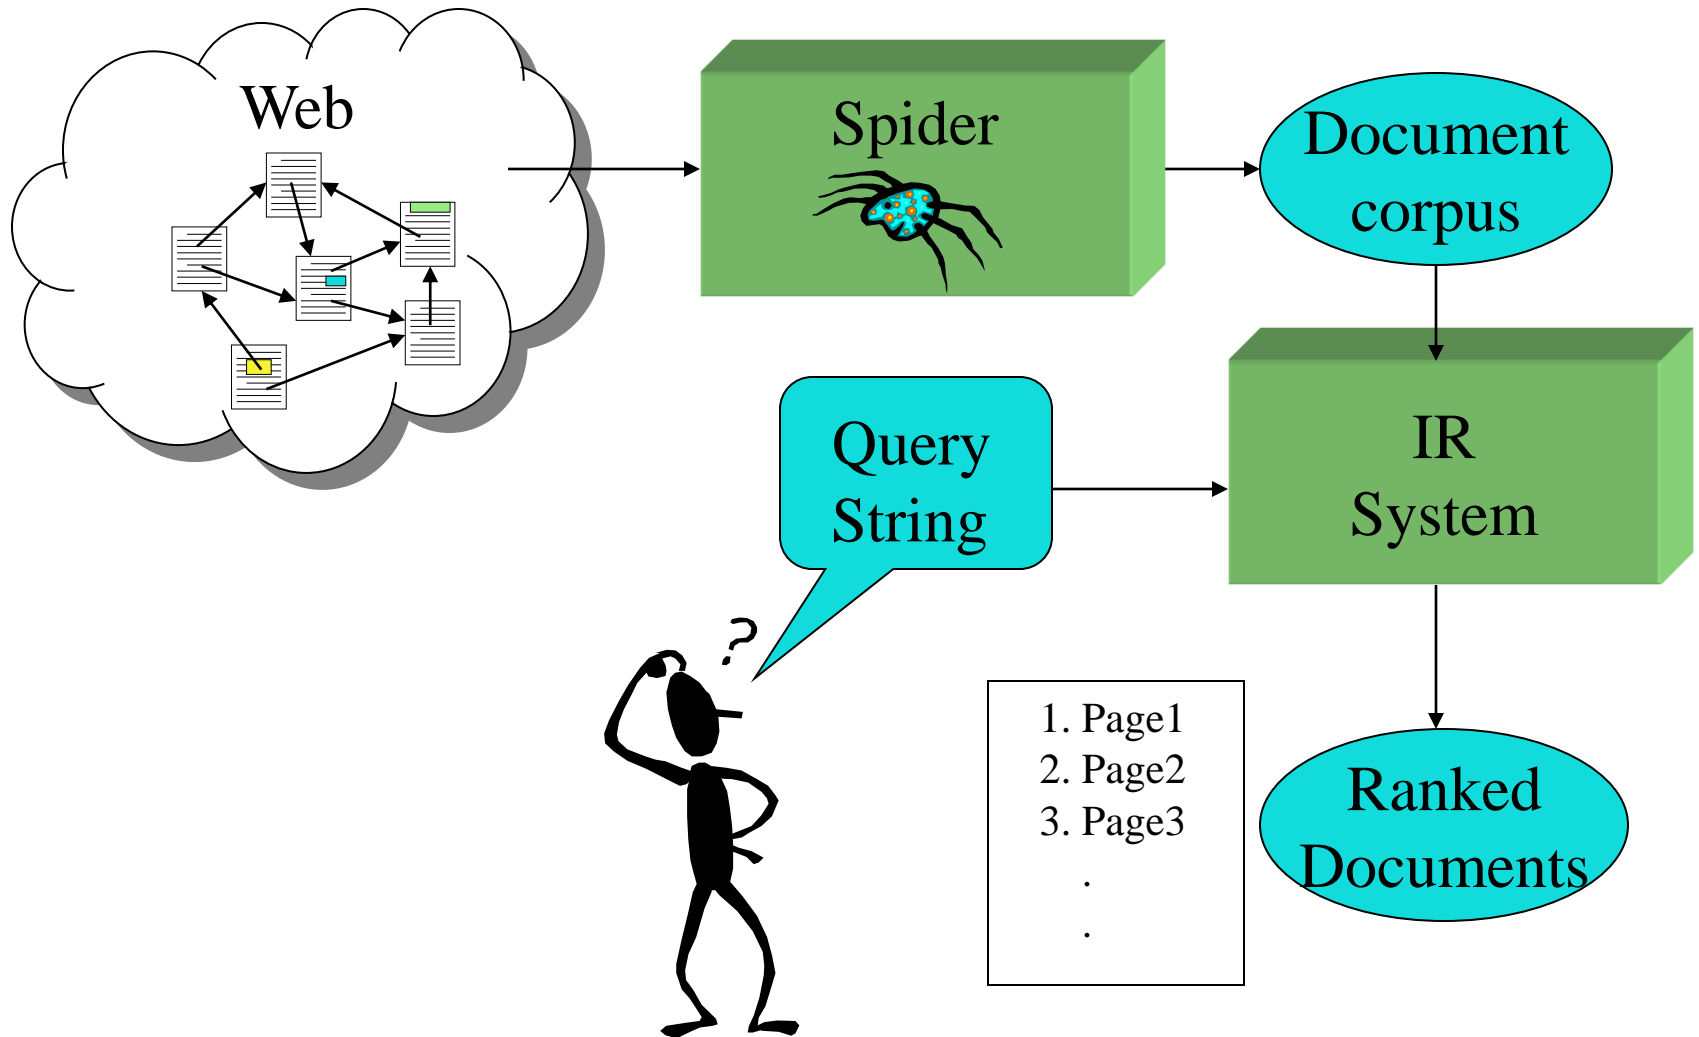 Web
Spider
Document
corpus
Query
String
IR
System
?
1. Page1
2. Page2
3. Page3
.
.
Ranked
Documents